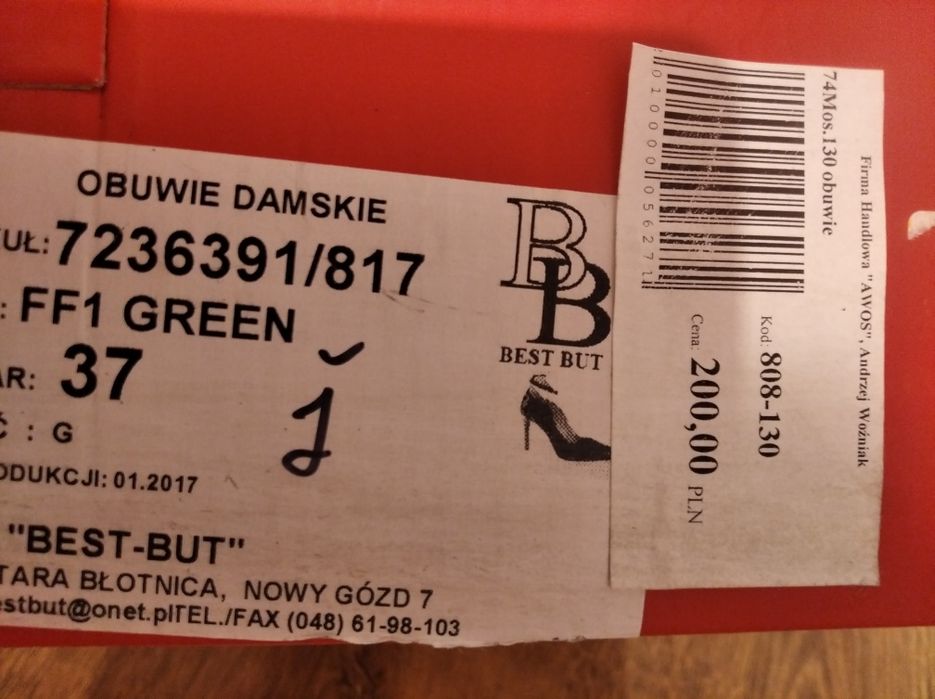 OBUWIE DAMSKIE
UŁ: 7236391/817
: FF1 GREEN
AR: 37
Ć : G
ODUKCJI: 01.2017
"BEST-BUT"
TARA BŁOTNICA, NOWY GÓZD 7
estbut@onet.plTEL./FAX (048) 61-98-103
BB
BEST BUT
Firma Handlowa "AWOS", Andrzej Woźniak
74Mos.130 obuwie
Kod: 808-130
Cena: 200,00 PLN